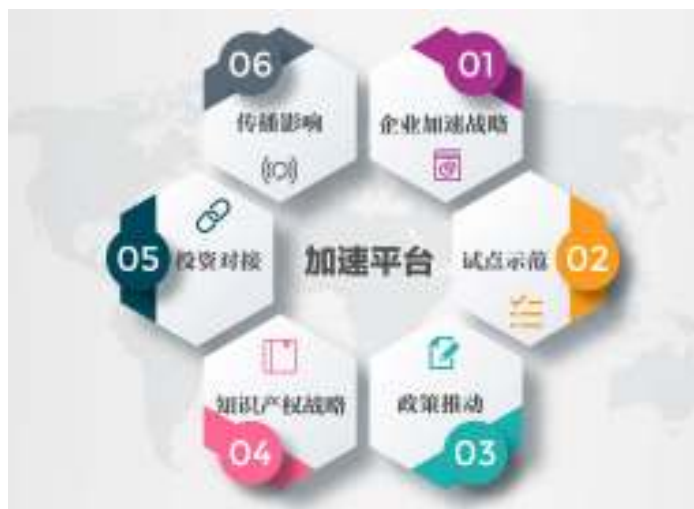 06
传播影响
01
企业加速战略
05
投资对接
加速平台
试点示范
02
知识产权战略
04
政策推动
03